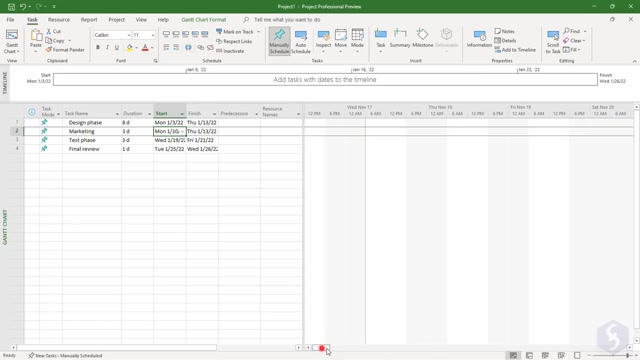 Project1 - Project Professional Preview
File Task Resource Project View Help Gantt Chart Format Tell me what you want to do
Gantt Chart
Paste
Cut
Copy
Format Painter
Calibri 11
B I U
Mark on Track
Respect Links
Inactivate
Manually Schedule
Auto Schedule
Inspect
Move
Mode
Task
Summary
Milestone
Deliverable
Information
Notes
Details
Add to Timeline
Scroll to Task
View Clipboard Font Schedule Tasks Insert Properties Editing
TIMELINE
Start
Mon 1/3/22
Jan 9, '22 Jan 16, '22 Jan 23, '22
Add tasks with dates to the timeline
Finish
Wed 1/26/22
Task Mode Task Name Duration Start Finish Predecessors Resource Names
1 Design phase 8 d Mon 1/3/22 Thu 1/13/22
2 Marketing 3 d Mon 1/10/ Thu 1/13/22
3 Test phase 3 d Wed 1/19/2 Fri 1/21/22
4 Final review 1 d Tue 1/25/22 Wed 1/26/22
Wed Nov 17 Thu Nov 18 Fri Nov 19 Sat Nov 20
12 PM 6 PM 12 AM 6 AM 12 PM 6 PM 12 AM 6 AM 12 PM 6 PM 12 AM 6 AM 12 PM 6 PM 12 AM 6 AM
GANTT CHART
Ready New Tasks : Manually Scheduled